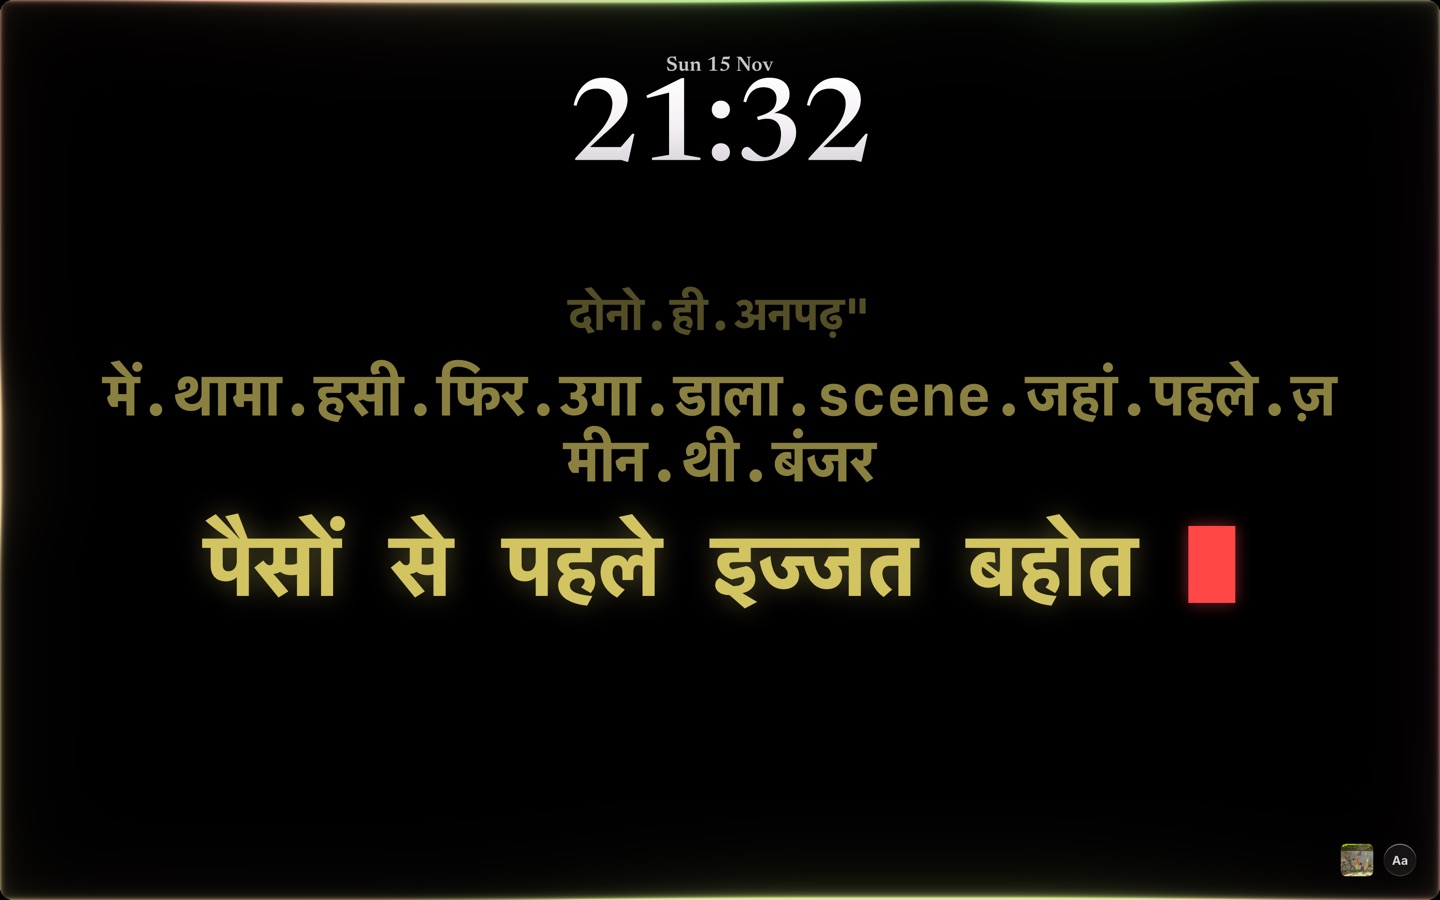 Sun 15 Nov
21:32
दोनो.ही.अनपढ़"
में.थामा.हसी.फिर.उगा.डाला.scene.जहां.पहले.ज़
मीन.थी.बंजर
पैसों से पहले इज्जत बहोत
Aa